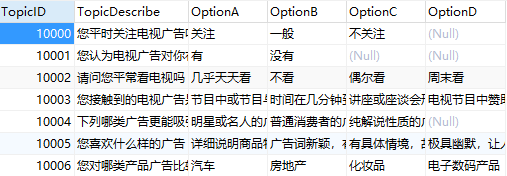 TopicID TopicDescribe OptionA OptionB OptionC OptionD
10000 您平时关注电视广告 关注 一般 不关注 (Null)
10001 您认为电视广告对你 有 没有 (Null) (Null)
10002 请问您平常看电视吗 几乎天天看 不看 偶尔看 周末看
10003 您接触到的电视广告 节目中或节目 时间在几分钟 讲座或座谈会 电视节目中赞
10004 下列哪类广告更能吸 明星或名人的 普通消费者的 纯解说性质的 (Null)
10005 您喜欢什么样的广告 详细说明商品 广告词新颖, 有具体情境, 极具幽默,让人
10006 您对哪类产品广告比 汽车 房地产 化妆品 电子数码产品